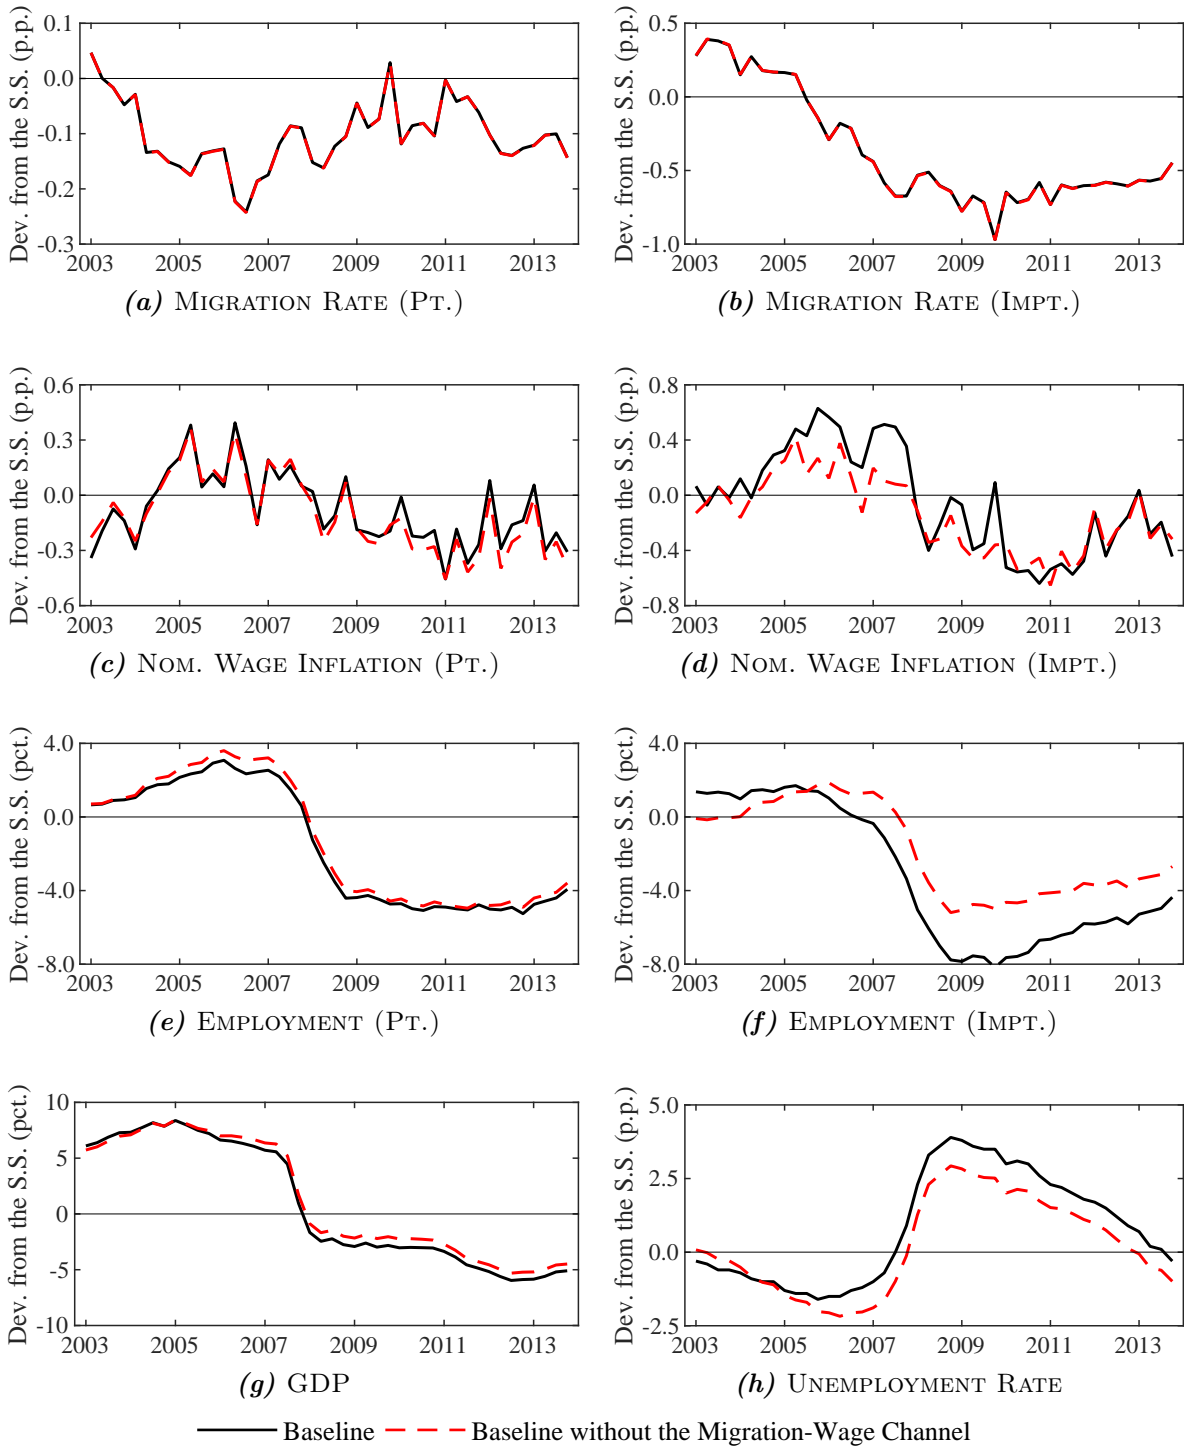 Dev. from the S.S. (p.p.)
0.1
0.0
-0.1
-0.2
-0.3
2003 2005 2007 2009 2011 2013
(a) Migration Rate (Pt.)
Dev. from the S.S. (p.p.)
0.5
0.0
-0.5
-1.0
2003 2005 2007 2009 2011 2013
(b) Migration Rate (Impt.)
Dev. from the S.S. (p.p.)
0.6
0.3
0.0
-0.3
-0.6
2003 2005 2007 2009 2011 2013
(c) Nom. Wage Inflation (Pt.)
Dev. from the S.S. (p.p.)
0.8
0.4
0.0
-0.4
-0.8
2003 2005 2007 2009 2011 2013
(d) Nom. Wage Inflation (Impt.)
Dev. from the S.S. (pct.)
4.0
0.0
-4.0
-8.0
2003 2005 2007 2009 2011 2013
(e) Employment (Pt.)
Dev. from the S.S. (pct.)
4.0
0.0
-4.0
-8.0
2003 2005 2007 2009 2011 2013
(f) Employment (Impt.)
Dev. from the S.S. (pct.)
10
5
0
-5
-10
2003 2005 2007 2009 2011 2013
(g) GDP
Dev. from the S.S. (p.p.)
5.0
2.5
0.0
-2.5
2003 2005 2007 2009 2011 2013
(h) Unemployment Rate
Baseline Baseline without the Migration-Wage Channel